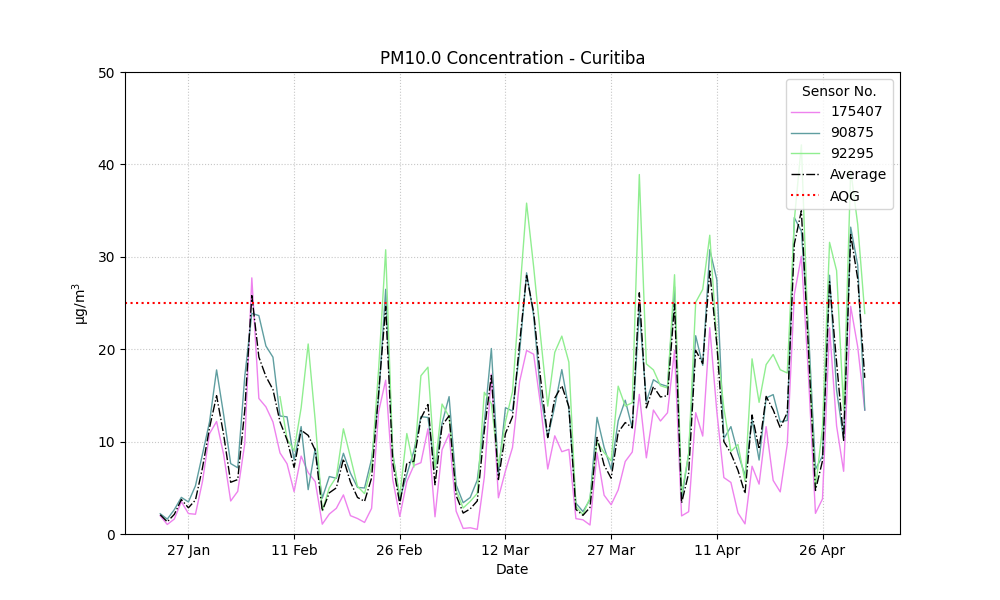 PM10.0 Concentration - Curitiba
Sensor No.
175407
90875
92295
Average
AQG
50
40
30
20
10
0
µg/m³
27 Jan
11 Feb
26 Feb
12 Mar
27 Mar
11 Apr
26 Apr
Date